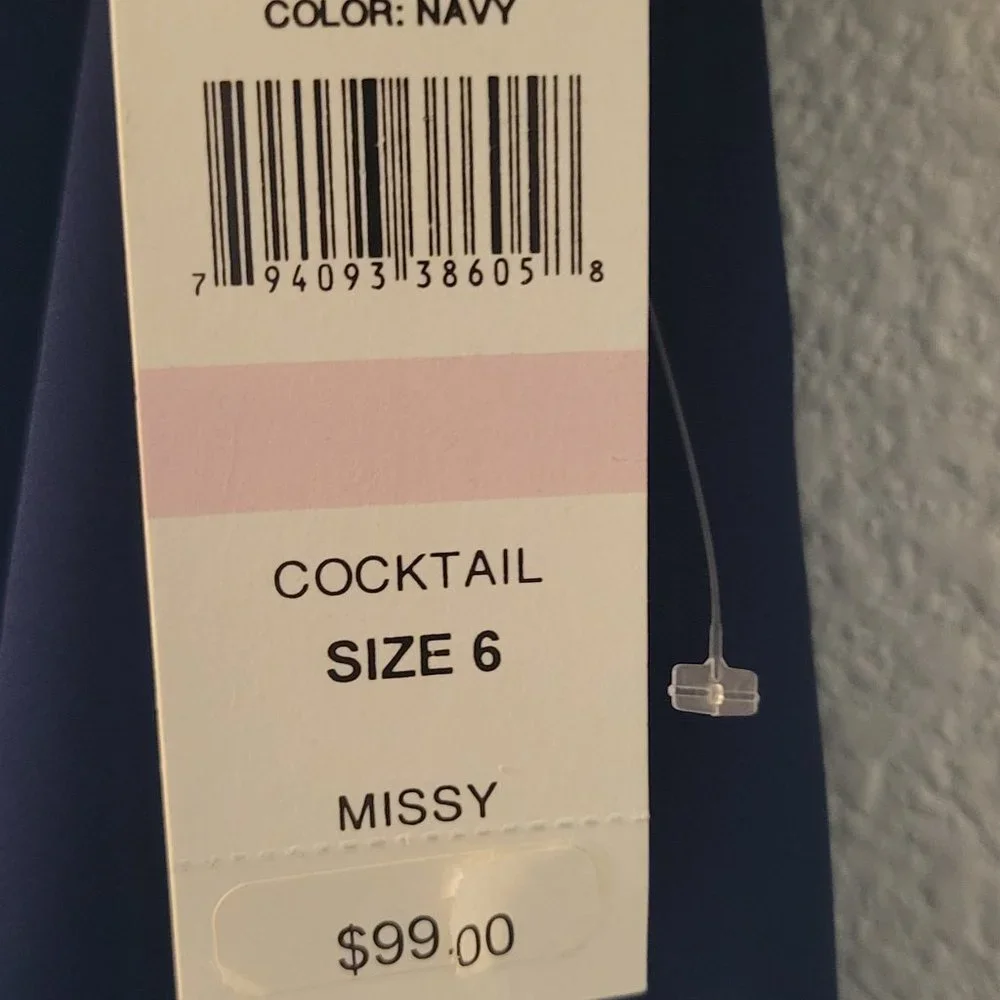 COLOR: NAVY
7 94093 38605 8
COCKTAIL
SIZE 6
MISSY
$99.00